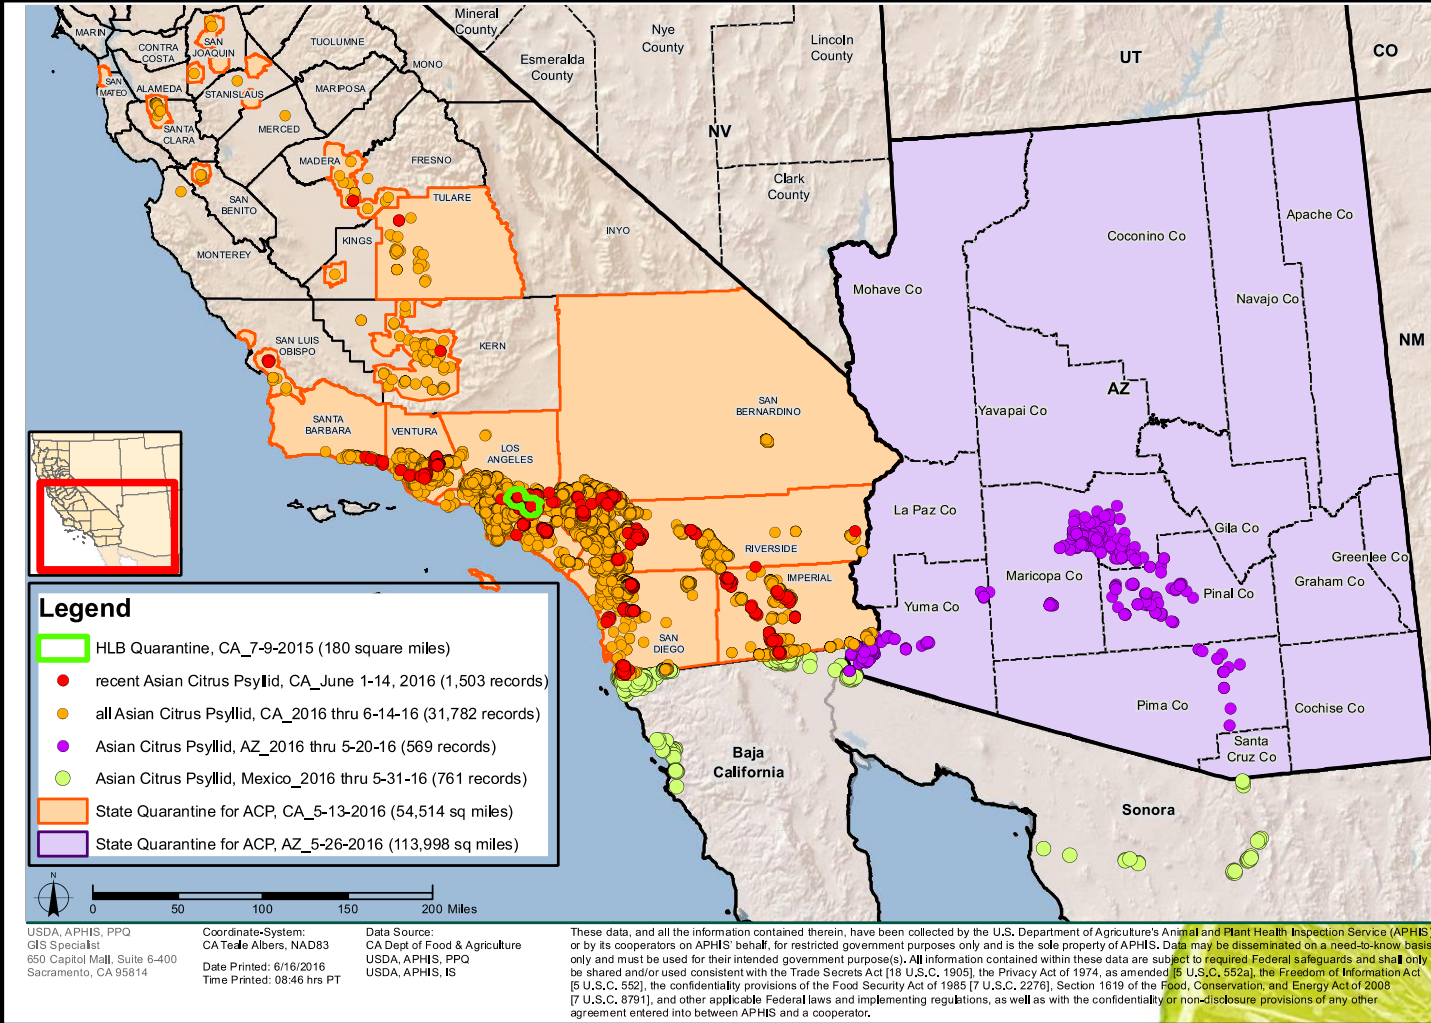 MARIN
CONTRA
COSTA
SAN
JOAQUIN
TUOLUMNE
Mineral
County
Nye
County
Lincoln
County
UT
CO
SAN
MATEO
ALAMEDA
STANISLAUS
MARIPOSA
MONO
Esmeralda
County
SANTA
CLARA
MERCED
NV
MADERA
FRESNO
Clark
County
SAN
BENITO
TULARE
Apache Co
MONTEREY
KINGS
INYO
Coconino Co
Mohave Co
Navajo Co
SAN LUIS
OBISPO
KERN
NM
AZ
SANTA
BARBARA
VENTURA
LOS
ANGELES
SAN
BERNARDINO
Yavapai Co
La Paz Co
Gila Co
RIVERSIDE
IMPERIAL
Greenlee Co
Maricopa Co
Graham Co
Pinal Co
Yuma Co
SAN
DIEGO
Pima Co
Cochise Co
Santa
Cruz Co
Baja
California
Sonora
Legend
HLB Quarantine, CA_7-9-2015 (180 square miles)
recent Asian Citrus Psyllid, CA_June 1-14, 2016 (1,503 records)
all Asian Citrus Psyllid, CA_2016 thru 6-14-16 (31,782 records)
Asian Citrus Psyllid, AZ_2016 thru 5-20-16 (569 records)
Asian Citrus Psyllid, Mexico_2016 thru 5-31-16 (761 records)
State Quarantine for ACP, CA_5-13-2016 (54,514 sq miles)
State Quarantine for ACP, AZ_5-26-2016 (113,998 sq miles)
N
0 50 100 150 200 Miles
USDA, APHIS, PPQ
GIS Specialist
650 Capitol Mall, Suite 6-400
Sacramento, CA 95814
Coordinate-System:
CA Teale Albers, NAD83
Date Printed: 6/16/2016
Time Printed: 08:46 hrs PT
Data Source:
CA Dept of Food & Agriculture
USDA, APHIS, PPQ
USDA, APHIS, IS
These data, and all the information contained therein, have been collected by the U.S. Department of Agriculture's Animal and Plant Health Inspection Service (APHIS)
or by its cooperators on APHIS' behalf, for restricted government purposes only and is the sole property of APHIS. Data may be disseminated on a need-to-know basis
only and must be used for their intended government purpose(s). All information contained within these data are subject to required Federal safeguards and shall only
be shared and/or used consistent with the Trade Secrets Act [18 U.S.C. 1905], the Privacy Act of 1974, as amended [5 U.S.C. 552a], the Freedom of Information Act
[5 U.S.C. 552], the confidentiality provisions of the Food Security Act of 1985 [7 U.S.C. 2276], Section 1619 of the Food, Conservation, and Energy Act of 2008
[7 U.S.C. 8791], and other applicable Federal laws and implementing regulations, as well as with the confidentiality or non-disclosure provisions of any other
agreement entered into between APHIS and a cooperator.